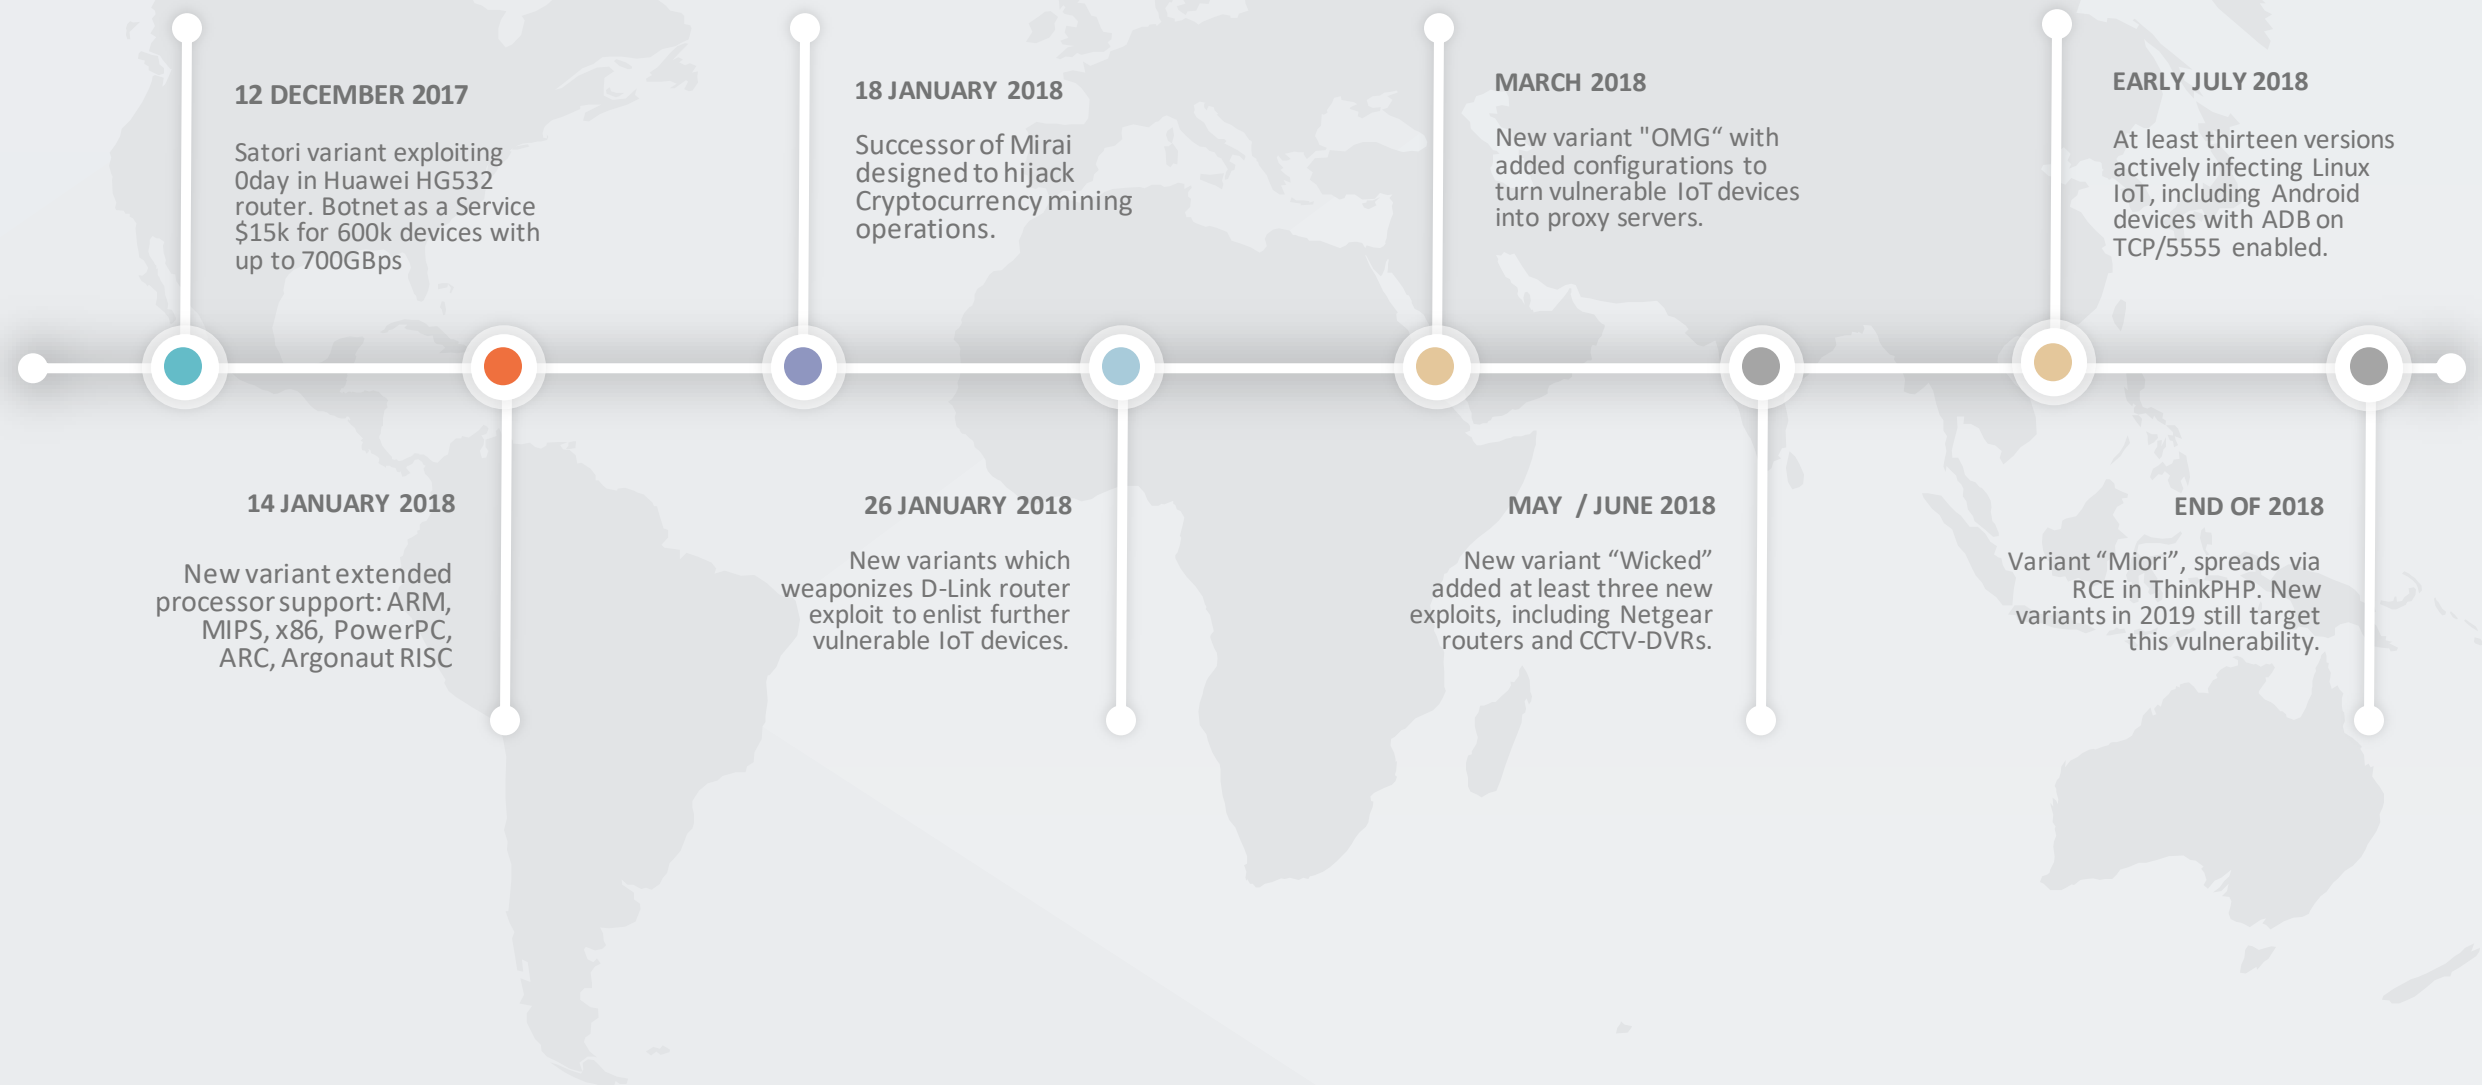 12 DECEMBER 2017
Satori variant exploiting
0day in Huawei HG532
router. Botnet as a Service
$15k for 600k devices with
up to 700GBps
14 JANUARY 2018
New variant extended
processor support: ARM,
MIPS, x86, PowerPC,
ARC, Argonaut RISC
18 JANUARY 2018
Successor of Mirai
designed to hijack
Cryptocurrency mining
operations.
26 JANUARY 2018
New variants which
weaponizes D-Link router
exploit to enlist further
vulnerable IoT devices.
MARCH 2018
New variant "OMG“ with
added configurations to
turn vulnerable IoT devices
into proxy servers.
MAY / JUNE 2018
New variant “Wicked”
added at least three new
exploits, including Netgear
routers and CCTV-DVRs.
EARLY JULY 2018
At least thirteen versions
actively infecting Linux
IoT, including Android
devices with ADB on
TCP/5555 enabled.
END OF 2018
Variant “Miori”, spreads via
RCE in ThinkPHP. New
variants in 2019 still target
this vulnerability.